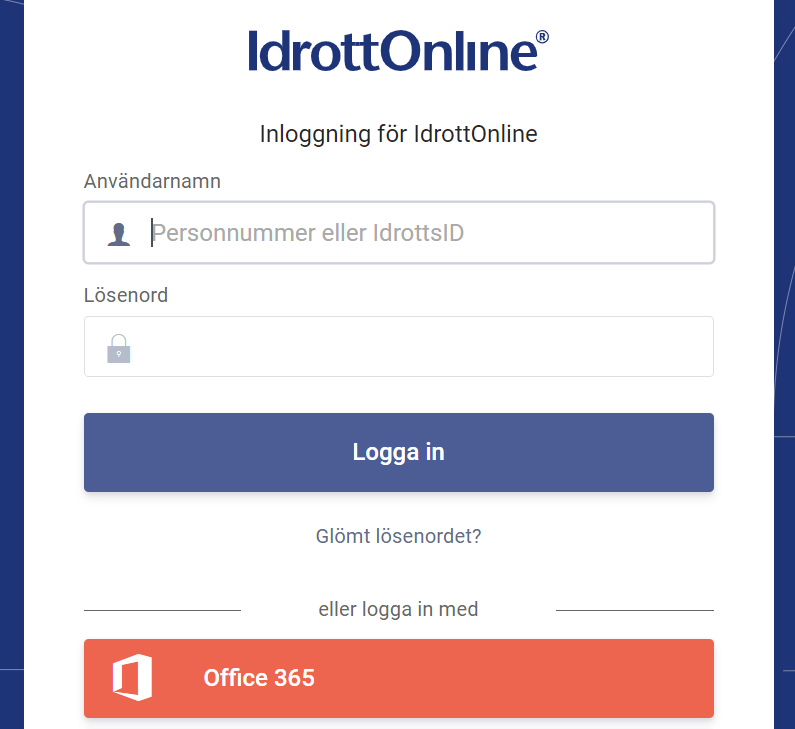 IdrottOnline®
Inloggning för IdrottOnline
Användarnamn
Personnummer eller IdrottsID
Lösenord
Logga in
Glömt lösenordet?
eller logga in med
Office 365